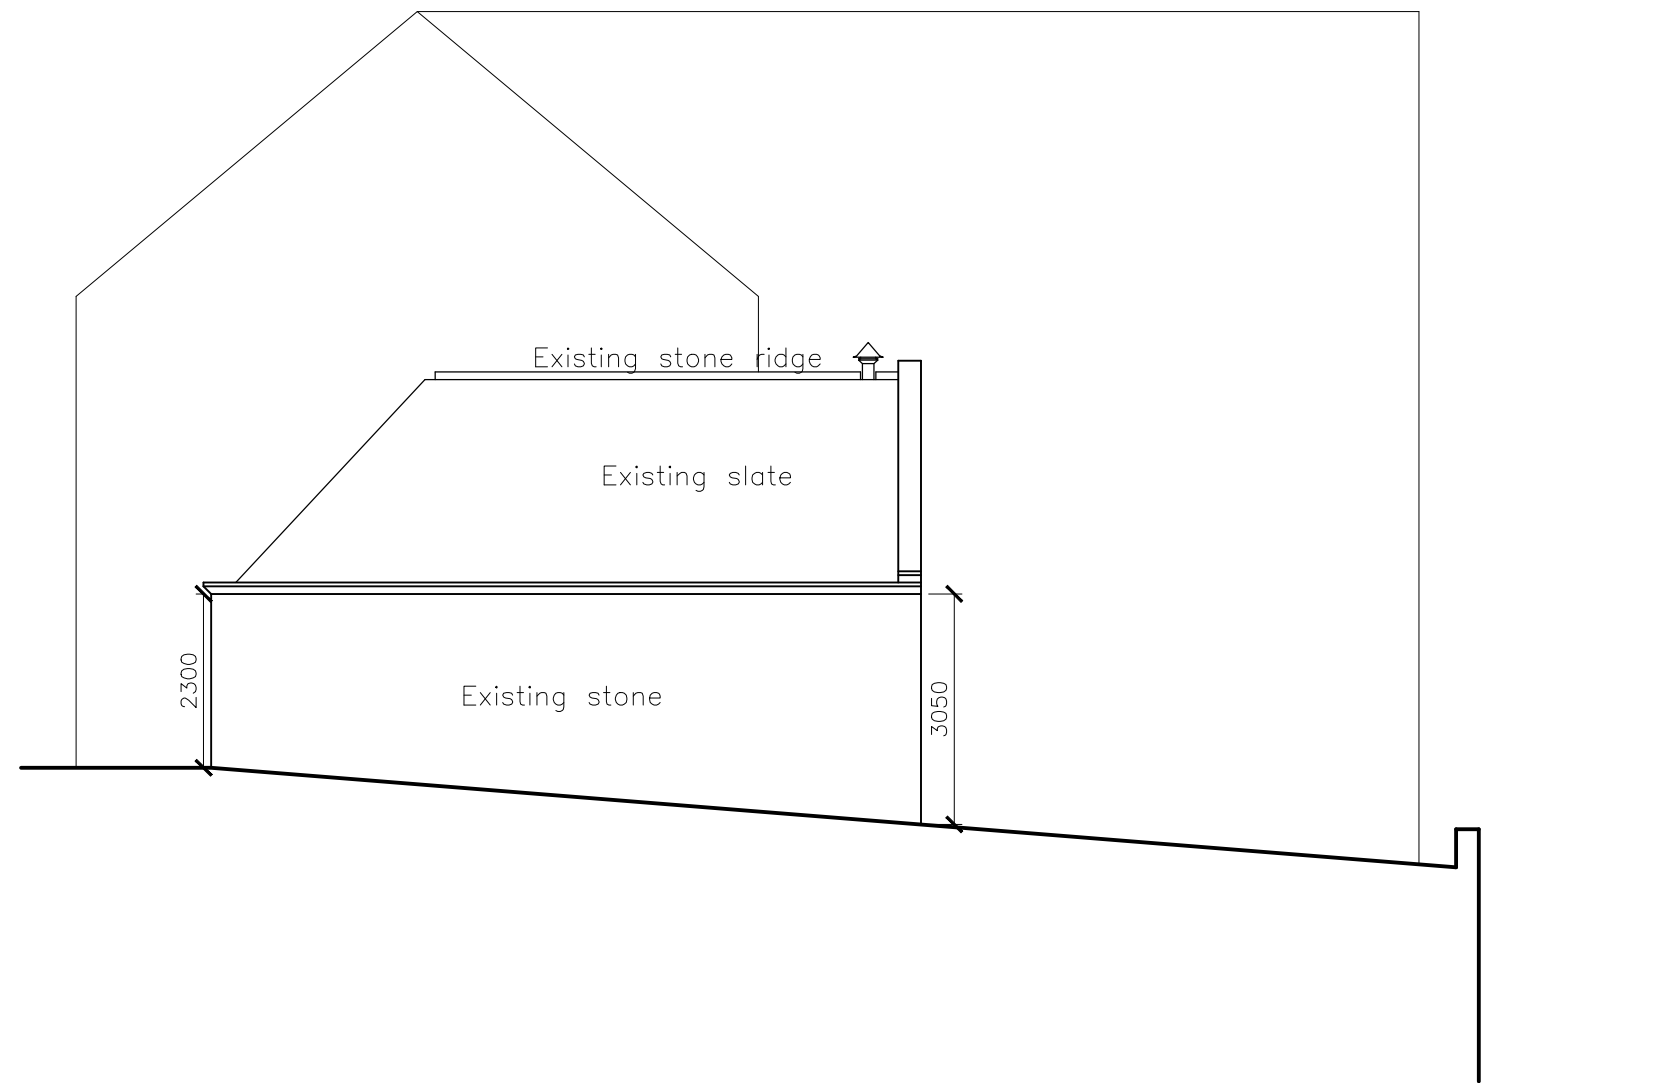 Existing stone ridge
Existing slate
2300
Existing stone
3050